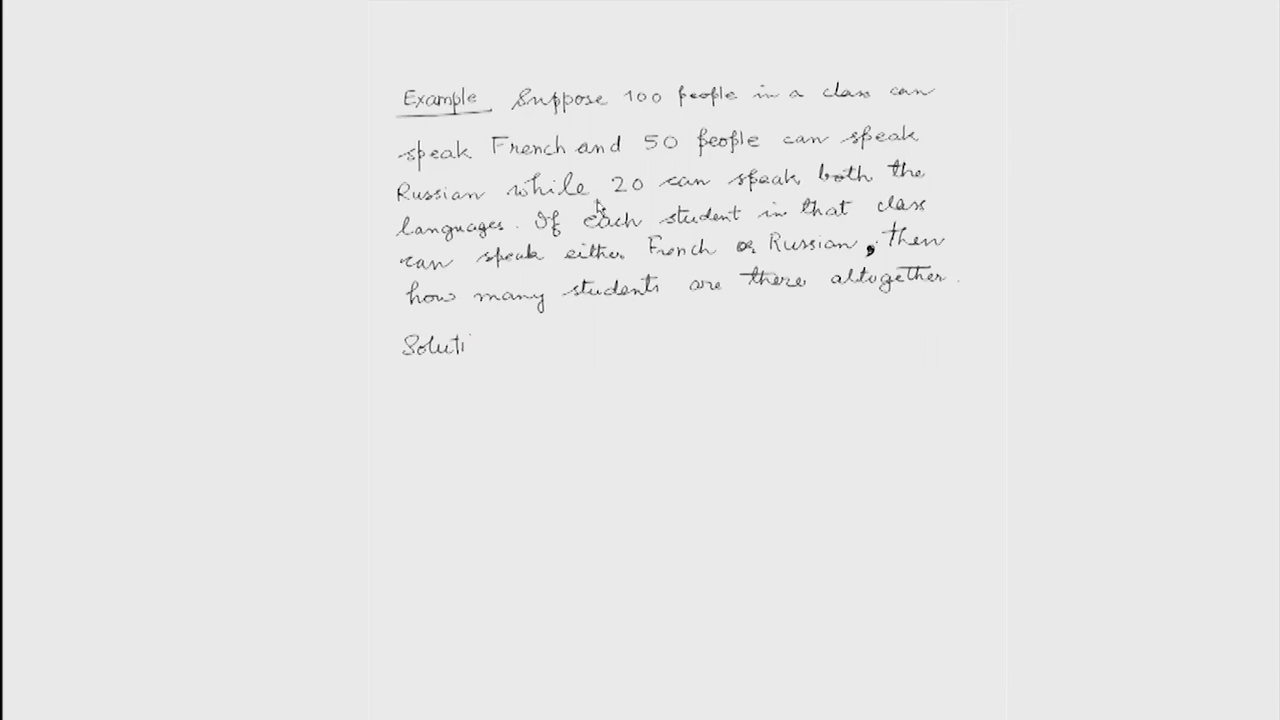 Example Suppose 100 people in a class can
speak French and 50 people can speak
Russian while 20 can speak both the
languages. If each student in that class
can speak either French or Russian, then
how many students are there altogether.
Soluti